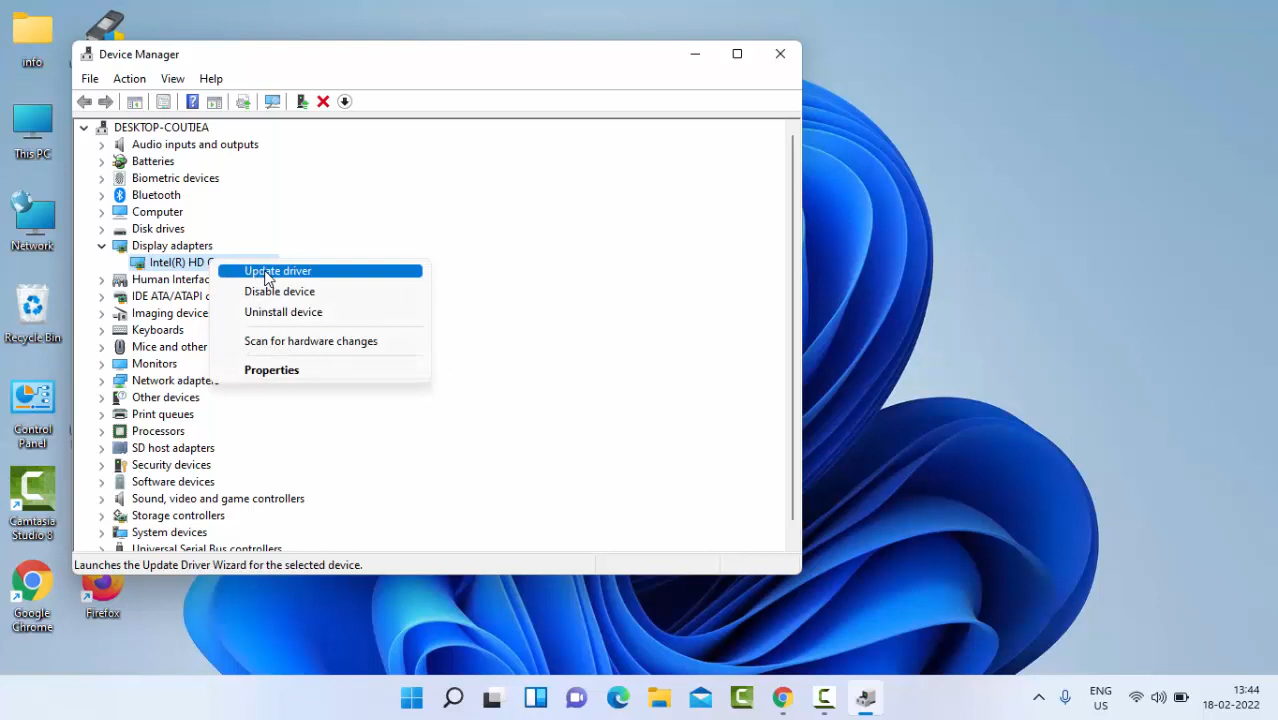 info
This PC
Network
Recycle Bin
Control
Panel
Camtasia
Studio 8
Google
Chrome
Firefox
Device Manager
File Action View Help
DESKTOP-COUTJEA
Audio inputs and outputs
Batteries
Biometric devices
Bluetooth
Computer
Disk drives
Display adapters
Intel(R) HD
Human Interfac
IDE ATA/ATAPI
Imaging device
Keyboards
Mice and other
Monitors
Network adapters
Other devices
Print queues
Processors
SD host adapters
Security devices
Software devices
Sound, video and game controllers
Storage controllers
System devices
Universal Serial Bus controllers
Update driver
Disable device
Uninstall device
Scan for hardware changes
Properties
Launches the Update Driver Wizard for the selected device.
ENG
US
13:44
18-02-2022